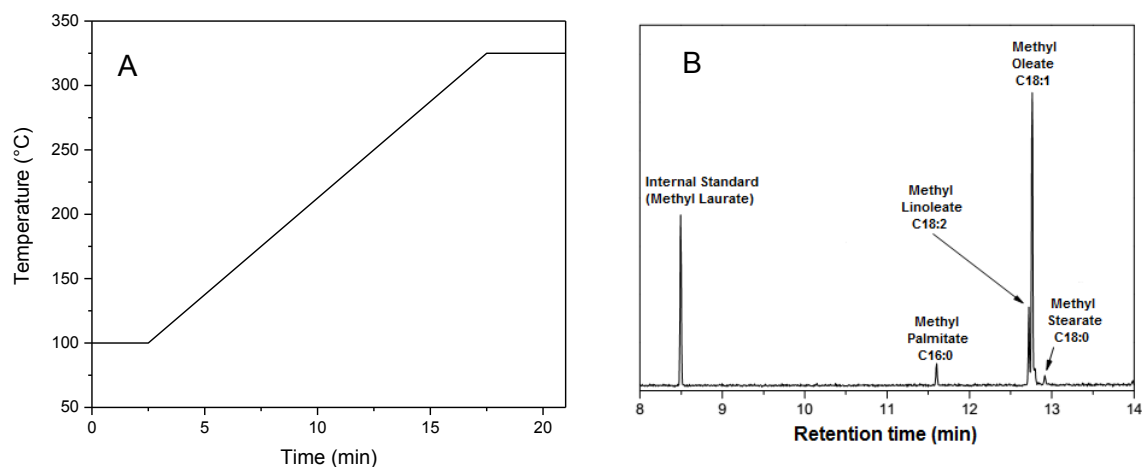 A
350
300
250
200
150
100
50
0
5
10
15
20
Temperature (°C)
Time (min)
B
Methyl
Oleate
C18:1
Internal Standard
(Methyl Laurate)
Methyl
Linoleate
C18:2
Methyl
Palmitate
C16:0
Methyl
Stearate
C18:0
8
9
10
11
12
13
14
Retention time (min)